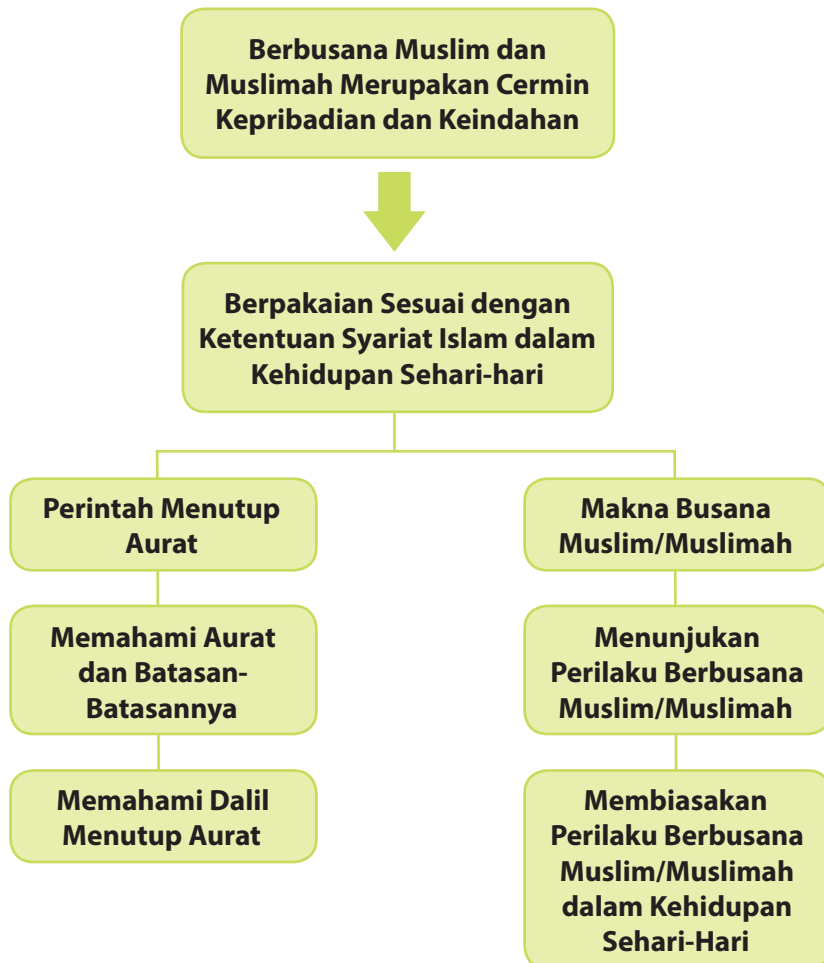 Berbusana Muslim dan
Muslimah Merupakan Cermin
Kepribadian dan Keindahan
Berpakaian Sesuai dengan
Ketentuan Syariat Islam dalam
Kehidupan Sehari-hari
Perintah Menutup
Aurat
Memahami Aurat
dan Batasan-
Batasannya
Memahami Dalil
Menutup Aurat
Makna Busana
Muslim/Muslimah
Menunjukan
Perilaku Berbusana
Muslim/Muslimah
Membiasakan
Perilaku Berbusana
Muslim/Muslimah
dalam Kehidupan
Sehari-Hari